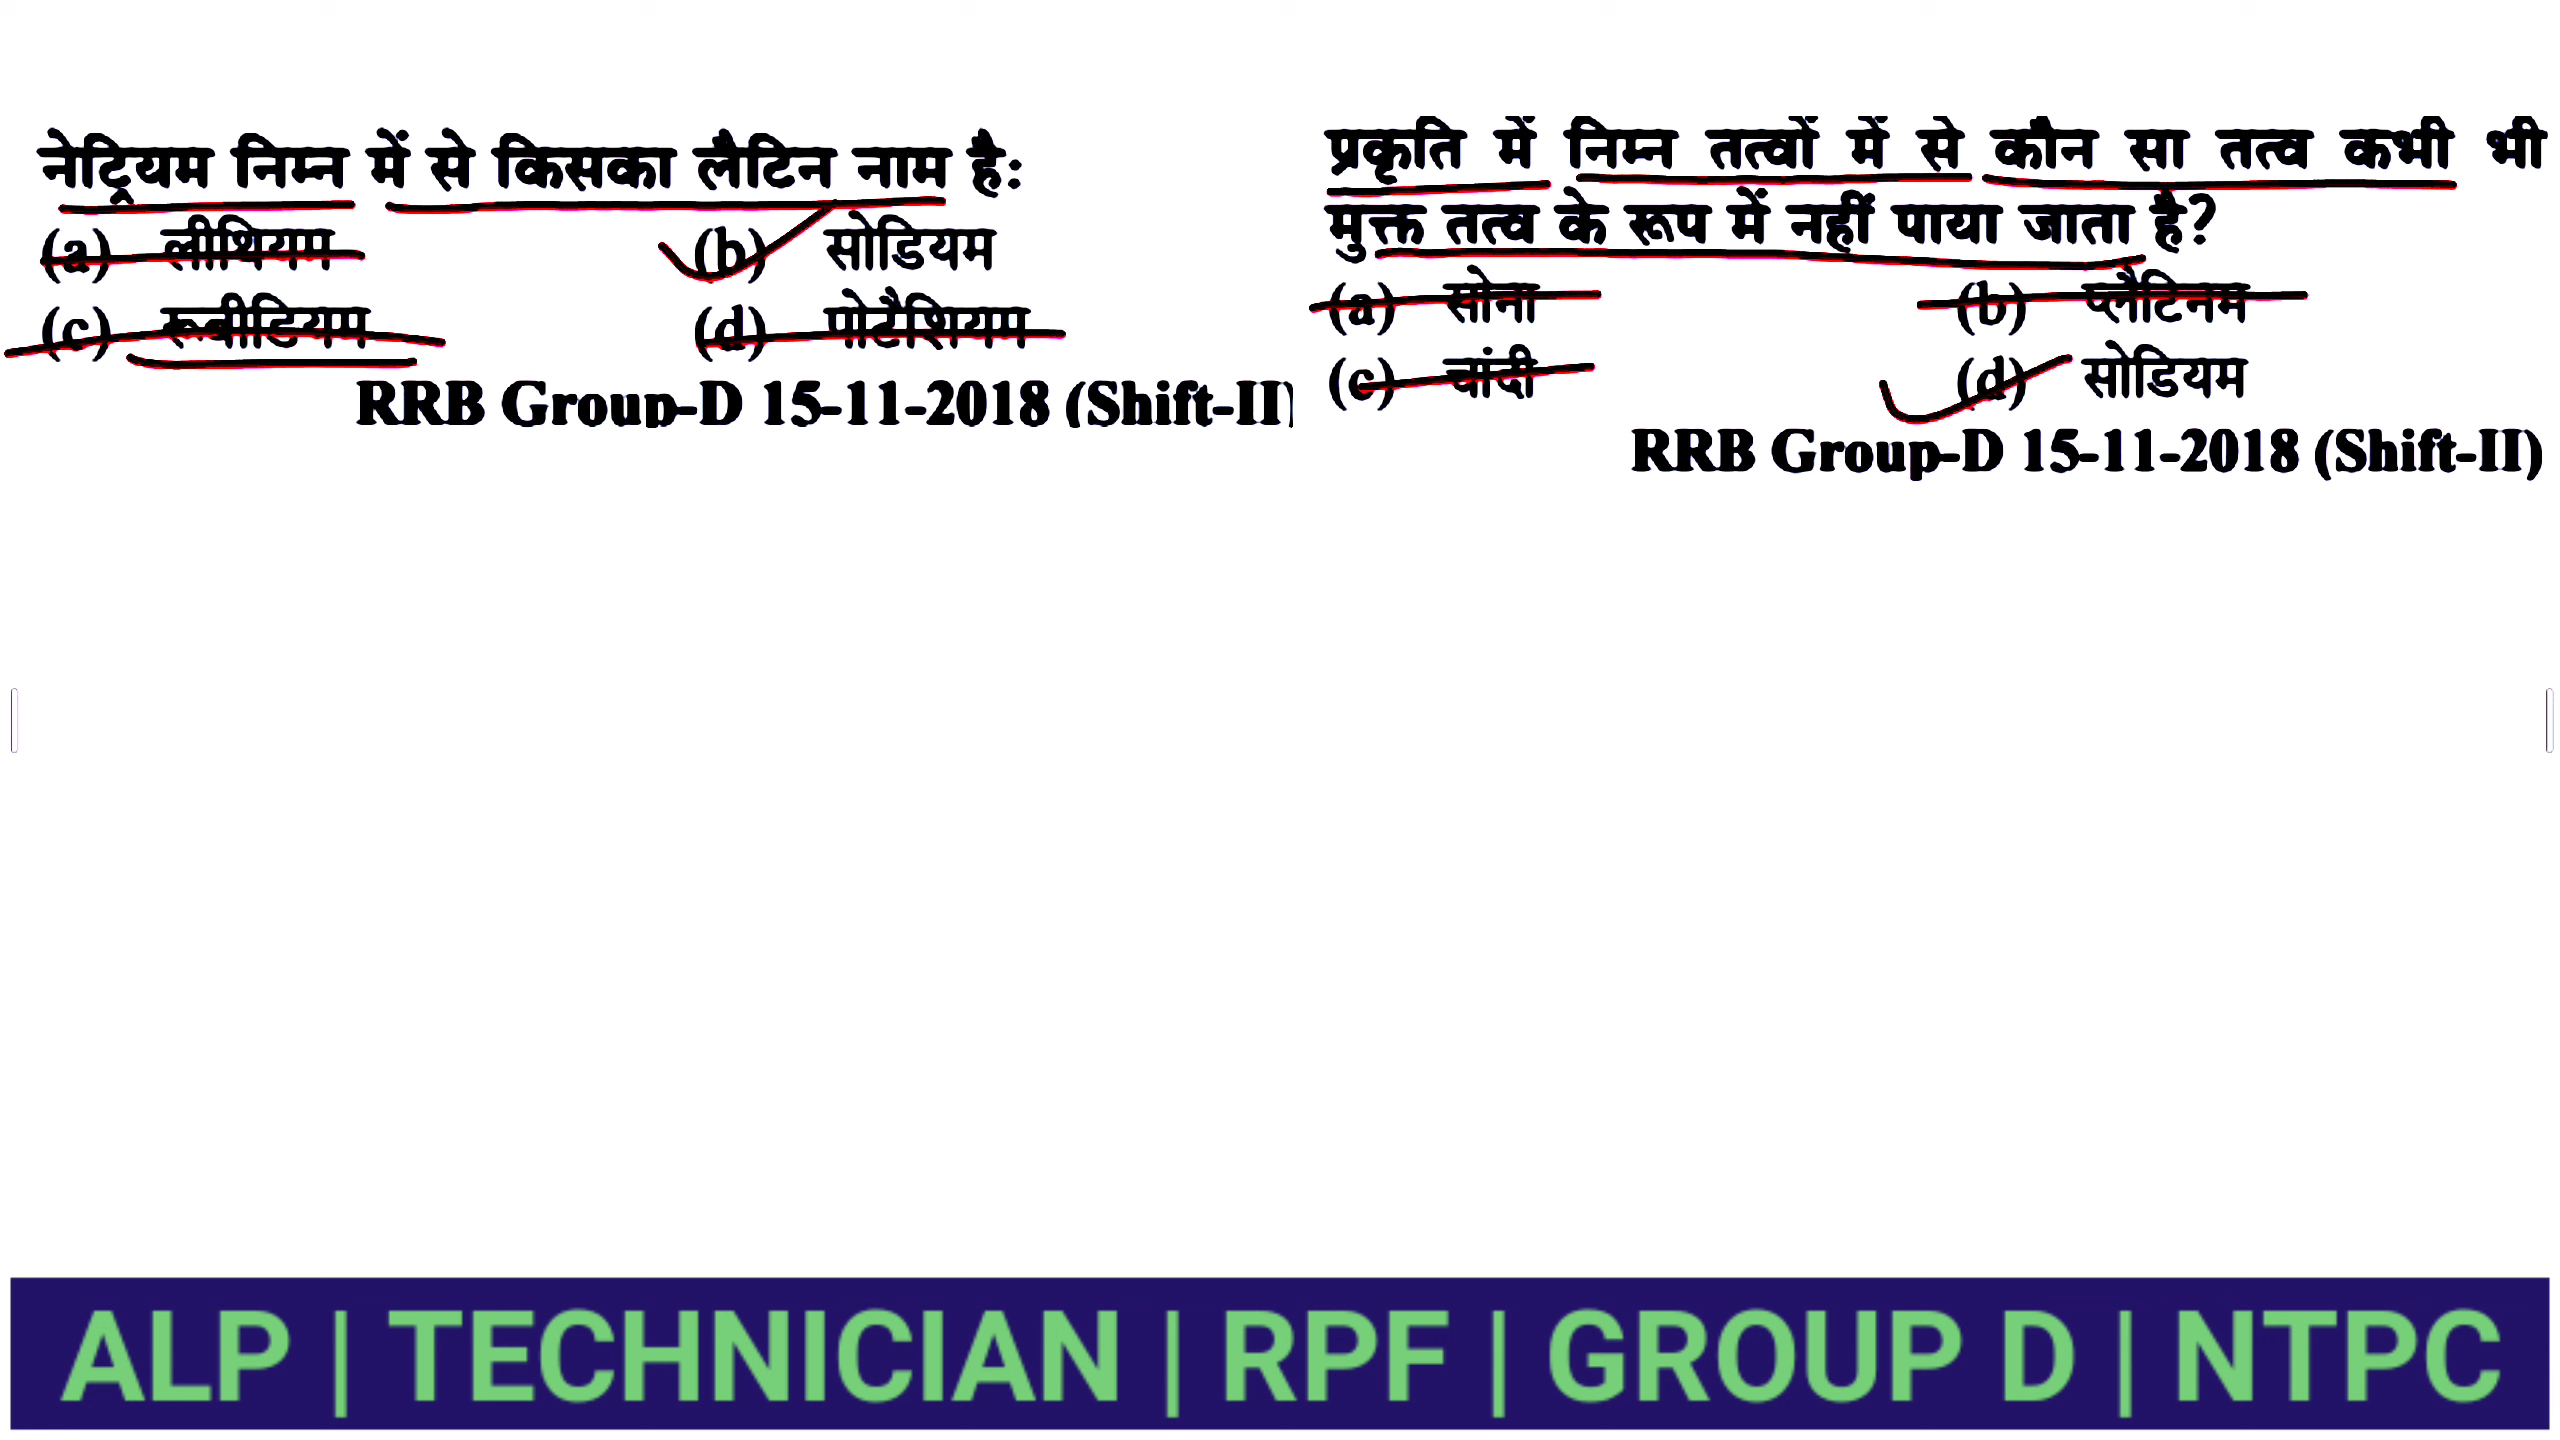 नेट्रियम निम्न में से किसका लैटिन नाम है:
(a) लीथियम (b) सोडियम
(c) रूबीडियम (d) पोटैशियम
RRB Group-D 15-11-2018 (Shift-II)
प्रकृति में निम्न तत्वों में से कौन सा तत्व कभी भी
मुक्त तत्व के रूप में नहीं पाया जाता है?
(a) सोना (b) प्लैटिनम
(c) चांदी (d) सोडियम
RRB Group-D 15-11-2018 (Shift-II)
ALP | TECHNICIAN | RPF | GROUP D | NTPC